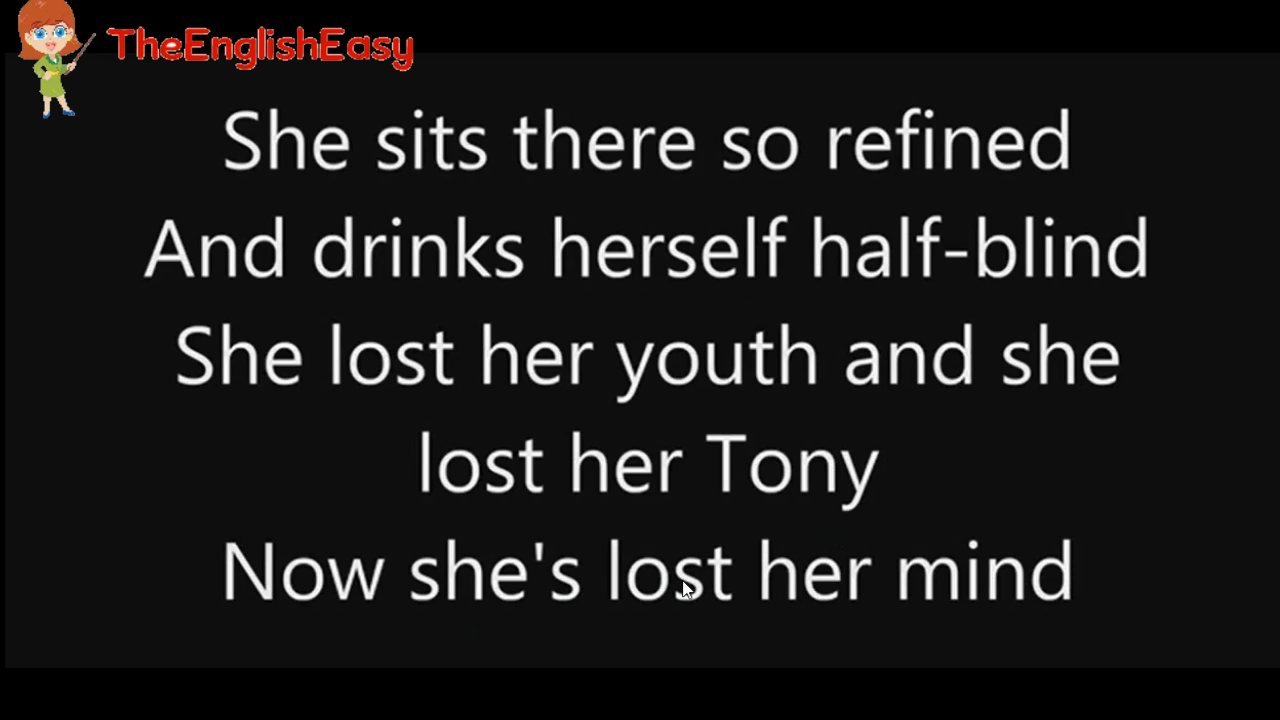 TheEnglishEasy
She sits there so refined
And drinks herself half-blind
She lost her youth and she
lost her Tony
Now she's lost her mind